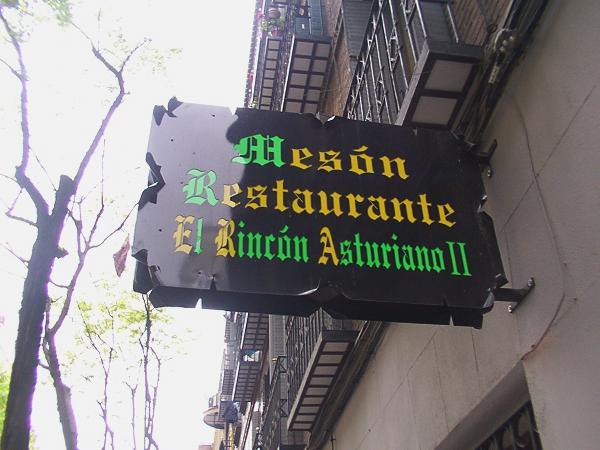 Mesón
Restaurante
El Rincón Asturiano II